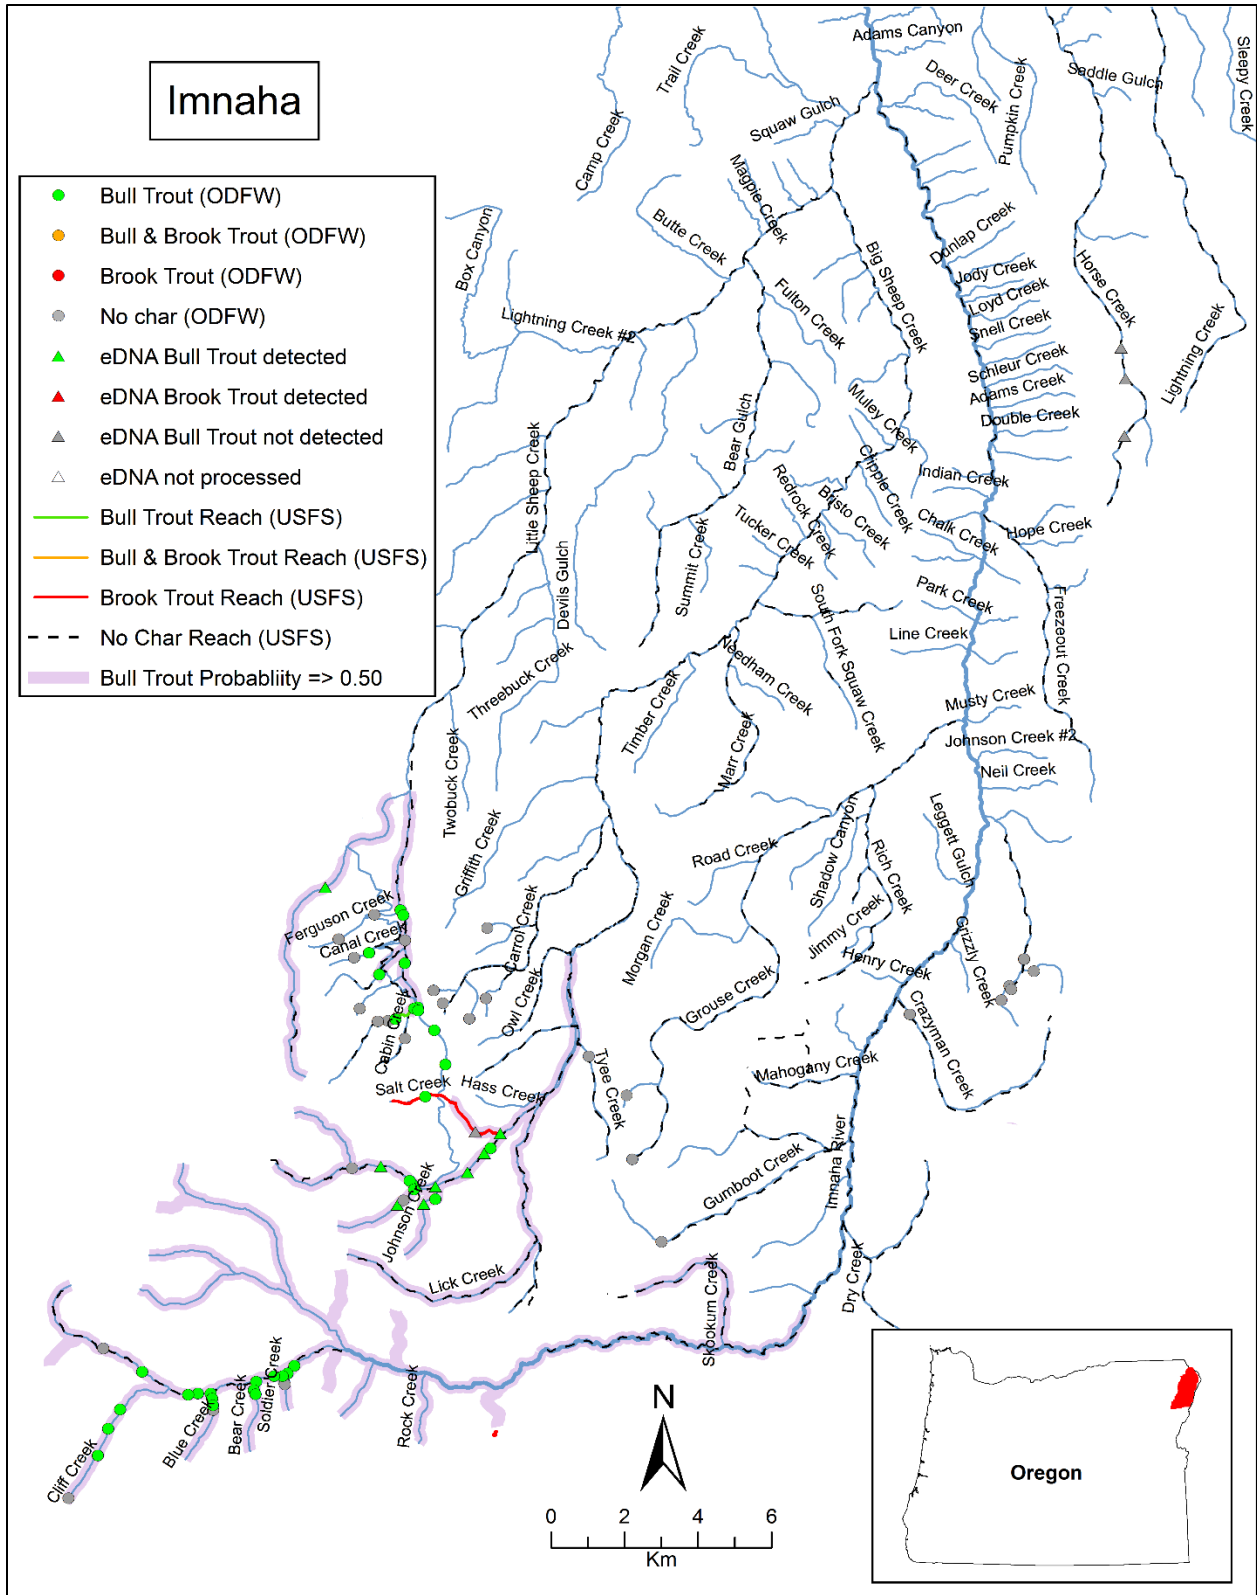 Imnaha
Bull Trout (ODFW)
Bull & Brook Trout (ODFW)
Brook Trout (ODFW)
No char (ODFW)
eDNA Bull Trout detected
eDNA Brook Trout detected
eDNA Bull Trout not detected
eDNA not processed
Bull Trout Reach (USFS)
Bull & Brook Trout Reach (USFS)
Brook Trout Reach (USFS)
No Char Reach (USFS)
Bull Trout Probabliity => 0.50
Adams Canyon
Trail Creek
Deer Creek
Pumpkin Creek
Saddle Gulch
Sleepy Creek
Squaw Gulch
Camp Creek
Magpie Creek
Butte Creek
Box Canyon
Dunlap Creek
Big Sheep Creek
Jody Creek
Loyd Creek
Snell Creek
Horse Creek
Fulton Creek
Lightning Creek #2
Schleur Creek
Adams Creek
Lightning Creek
Double Creek
Muley Creek
Bear Gulch
Cripple Creek
Indian Creek
Redrock Creek
Bristo Creek
Chalk Creek
Hope Creek
Little Sheep Creek
Tucker Creek
Summit Creek
Devils Gulch
Park Creek
Freezeout Creek
South Fork Squaw Creek
Line Creek
Needham Creek
Threebuck Creek
Timber Creek
Musty Creek
Marr Creek
Johnson Creek #2
Neil Creek
Twobuck Creek
Griffith Creek
Road Creek
Shadow Canyon
Rich Creek
Leggett Gulch
Ferguson Creek
Canal Creek
Carrol Creek
Morgan Creek
Jimmy Creek
Henry Creek
Grizzly Creek
Owl Creek
Grouse Creek
Crazyman Creek
Cabin Creek
Tyee Creek
Mahogany Creek
Salt Creek
Hass Creek
Gumboot Creek
Imnaha River
Johnson Creek
Lick Creek
Dry Creek
Skookum Creek
Soldier Creek
Bear Creek
Blue Creek
Rock Creek
Cliff Creek
N
0 2 4 6
Km
Oregon